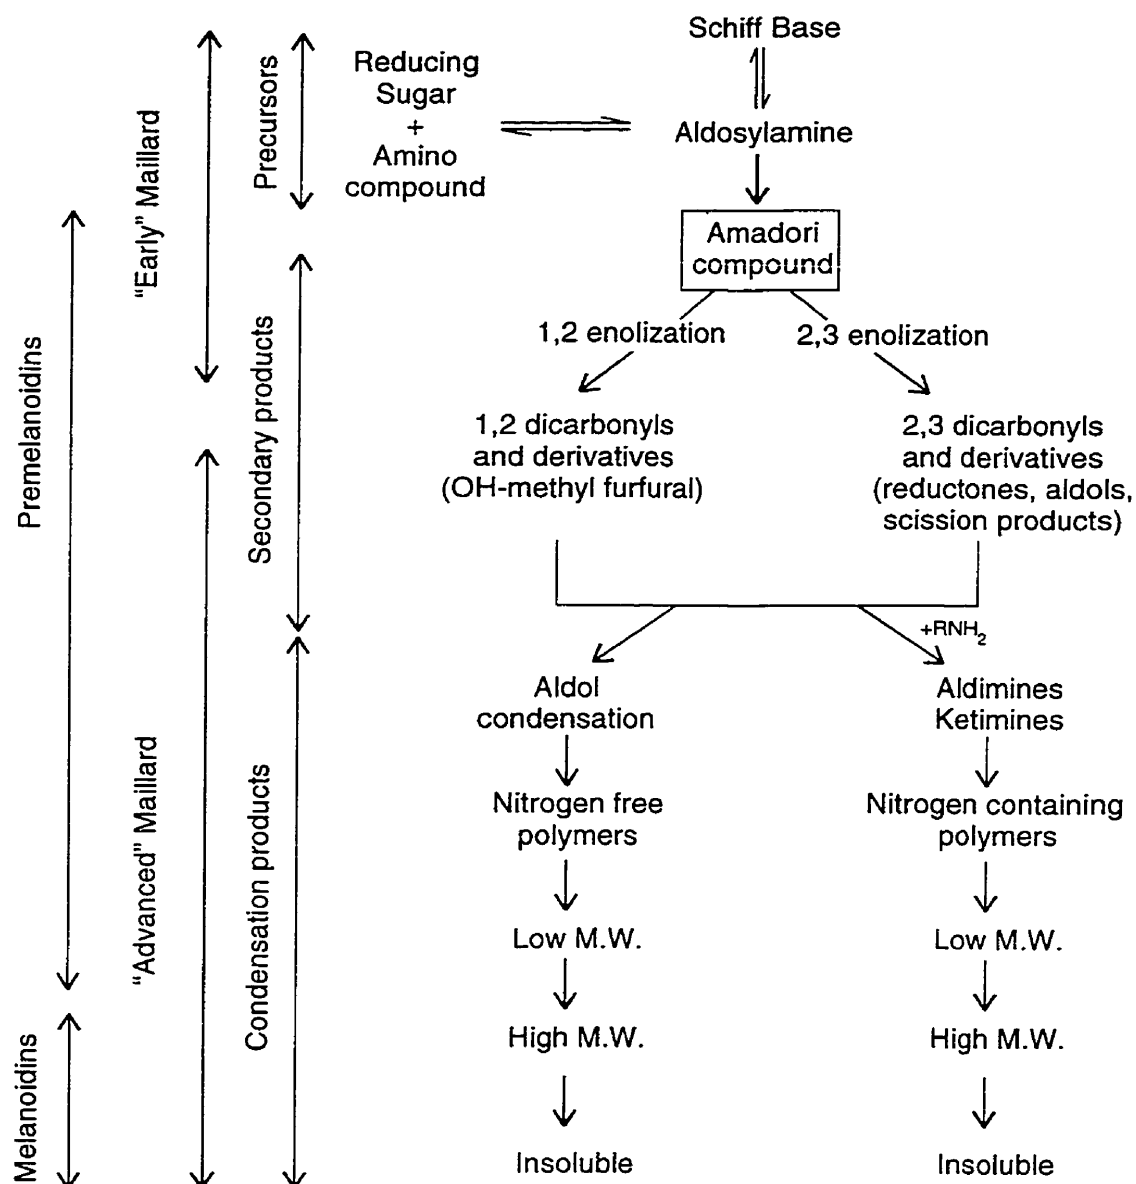 Schiff Base
Reducing
Sugar
+
Amino
compound
Aldosylamine
Amadori
compound
1,2 enolization
2,3 enolization
1,2 dicarbonyls
and derivatives
(OH-methyl furfural)
2,3 dicarbonyls
and derivatives
(reductones, aldols,
scission products)
+RNH2
Aldol
condensation
Aldimines
Ketimines
Nitrogen free
polymers
Nitrogen containing
polymers
Low M.W.
Low M.W.
High M.W.
High M.W.
Insoluble
Insoluble
Precursors
Secondary products
Condensation products
"Early" Maillard
"Advanced" Maillard
Premelanoidins
Melanoidins